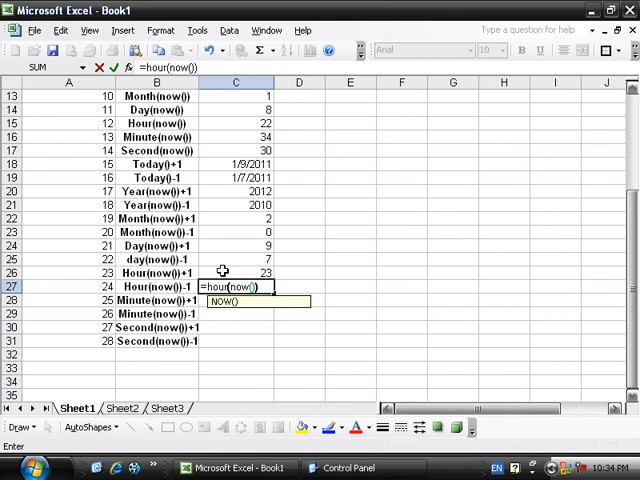 Microsoft Excel - Book1
File Edit View Insert Format Tools Data Window Help Type a question for help
Arial 10 B U
SUM =hour(now())
A B C D E F G H I J
13 10 Month(now()) 1
14 11 Day(now()) 8
15 12 Hour(now()) 22
16 13 Minute(now()) 34
17 14 Second(now()) 30
18 15 Today()+1 1/9/2011
19 16 Today()-1 1/7/2011
20 17 Year(now())+1 2012
21 18 Year(now())-1 2010
22 19 Month(now())+1 2
23 20 Month(now())-1 0
24 21 Day(now())+1 9
25 22 day(now())-1 7
26 23 Hour(now())+1 23
27 24 Hour(now())-1 =hour(now())
28 25 Minute(now())+1 NOW()
29 26 Minute(now())-1
30 27 Second(now())+1
31 28 Second(now())-1
32
33
34
35
Sheet1 Sheet2 Sheet3
Draw AutoShapes
Enter
Microsoft Excel - Book1 Control Panel EN 10:34 PM